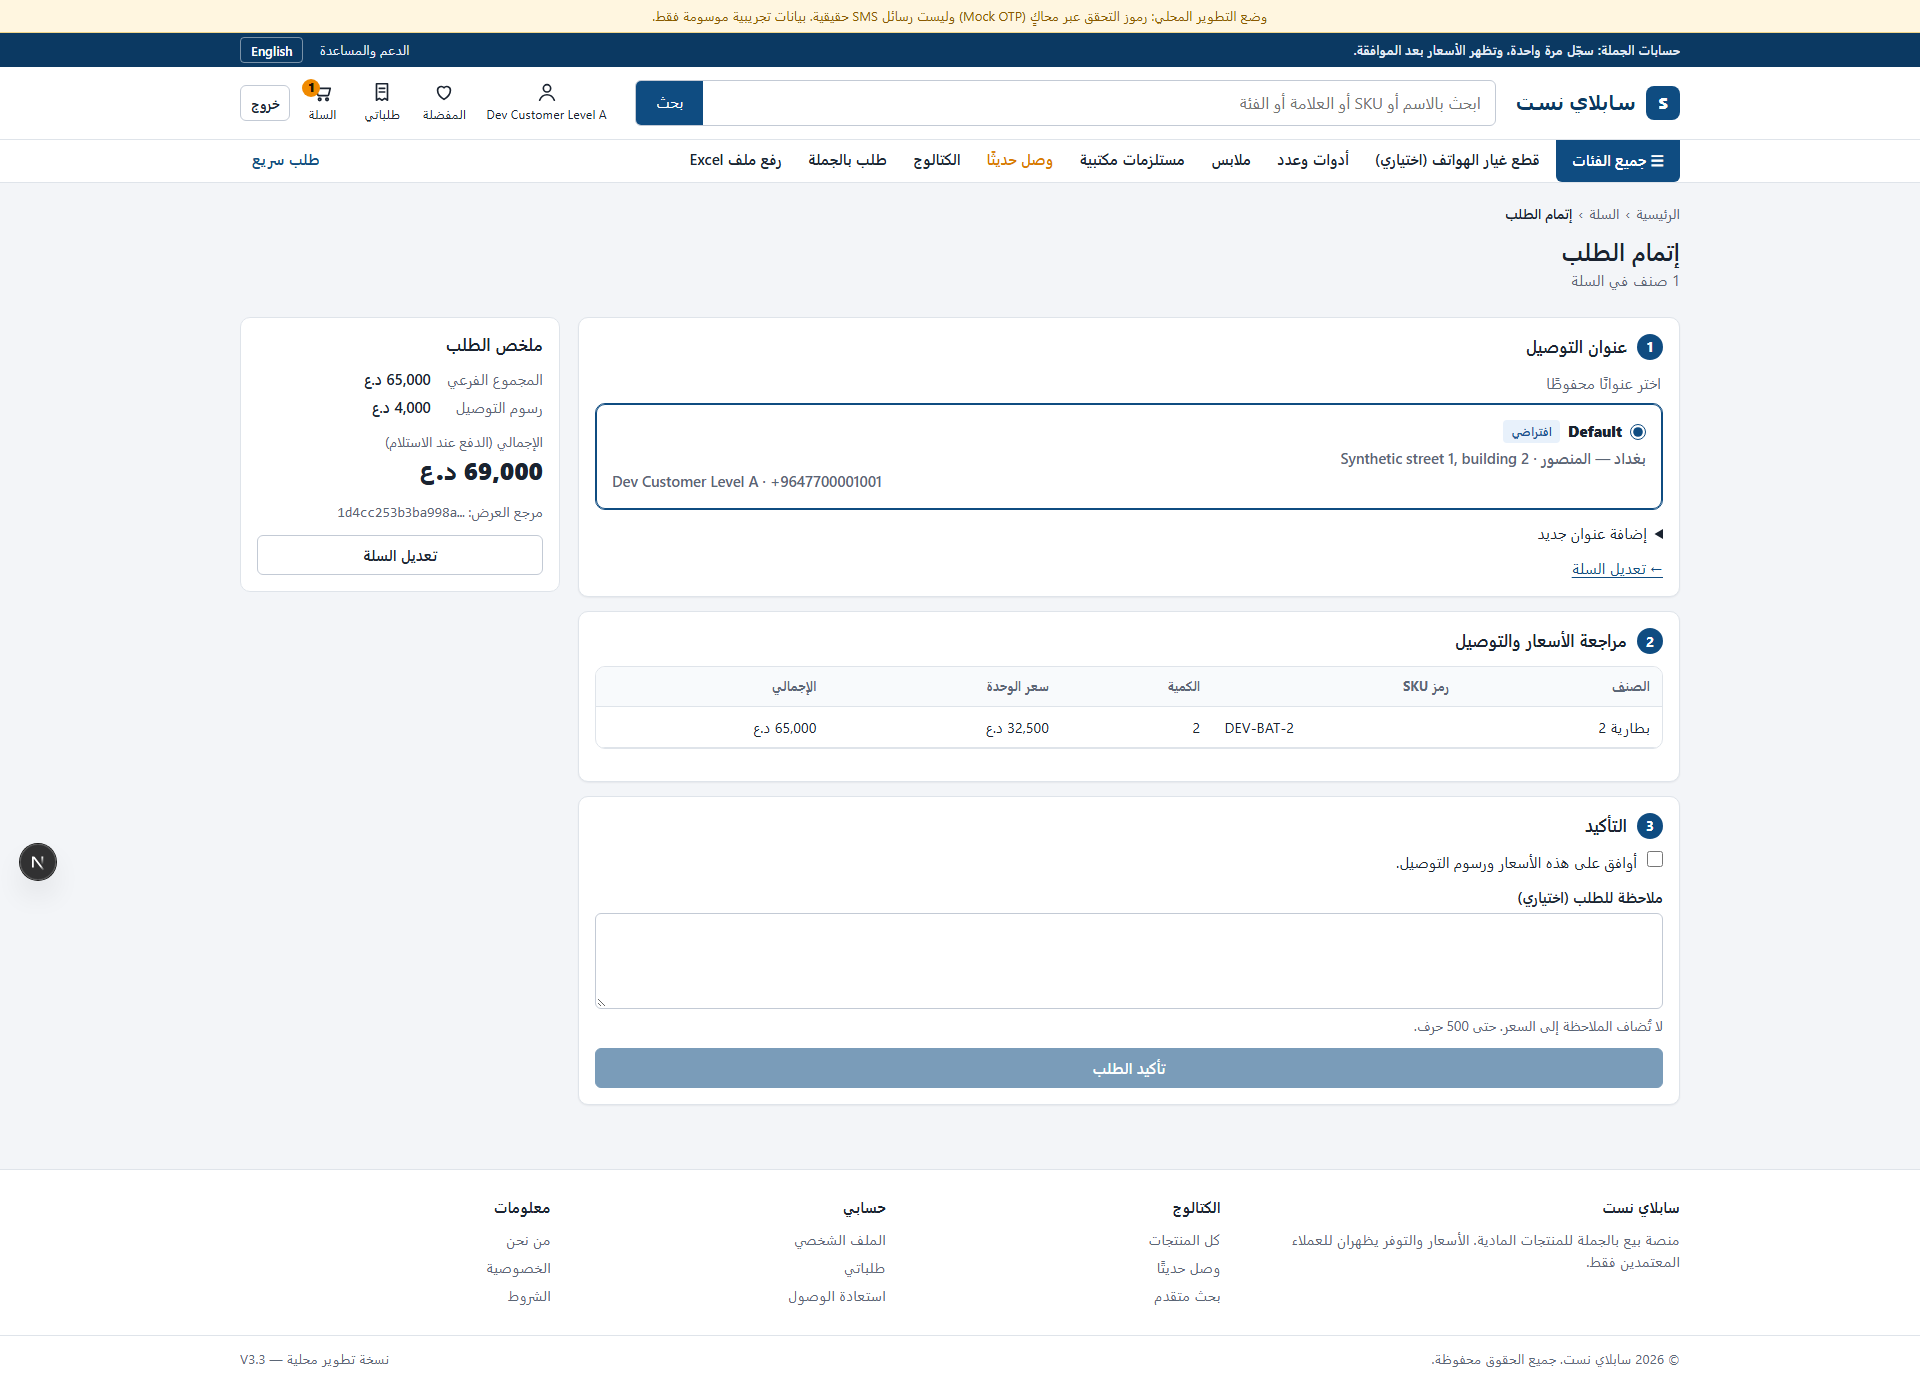 وضع التطوير المحلي: رموز التحقق عبر محاكٍ (Mock OTP) وليست رسائل SMS حقيقية. بيانات تجريبية موسومة فقط.
حسابات الجملة: سجّل مرة واحدة، وتظهر الأسعار بعد الموافقة.
الدعم والمساعدة
English
S
سابلاي نست
ابحث بالاسم أو SKU أو العلامة أو الفئة
بحث
Dev Customer Level A
المفضلة
طلباتي
1
السلة
خروج
☰ جميع الفئات
قطع غيار الهواتف (اختياري)
أدوات وعدد
ملابس
مستلزمات مكتبية
وصل حديثًا
الكتالوج
طلب بالجملة
رفع ملف Excel
طلب سريع
الرئيسية › السلة › إتمام الطلب
إتمام الطلب
1 صنف في السلة
1 عنوان التوصيل
اختر عنوانًا محفوظًا
Default افتراضي
بغداد — المنصور · Synthetic street 1, building 2
Dev Customer Level A · +9647700001001
◀ إضافة عنوان جديد
← تعديل السلة
2 مراجعة الأسعار والتوصيل
الصنف رمز SKU الكمية سعر الوحدة الإجمالي
بطارية 2 DEV-BAT-2 2 32,500 د.ع 65,000 د.ع
3 التأكيد
أوافق على هذه الأسعار ورسوم التوصيل.
ملاحظة للطلب (اختياري)
لا تُضاف الملاحظة إلى السعر. حتى 500 حرف.
تأكيد الطلب
ملخص الطلب
المجموع الفرعي 65,000 د.ع
رسوم التوصيل 4,000 د.ع
الإجمالي (الدفع عند الاستلام)
69,000 د.ع
مرجع العرض: 1d4cc253b3ba998a…
تعديل السلة
N
سابلاي نست
منصة بيع بالجملة للمنتجات المادية. الأسعار والتوفر يظهران للعملاء
المعتمدين فقط.
الكتالوج
كل المنتجات
وصل حديثًا
بحث متقدم
حسابي
الملف الشخصي
طلباتي
استعادة الوصول
معلومات
من نحن
الخصوصية
الشروط
© 2026 سابلاي نست. جميع الحقوق محفوظة.
نسخة تطوير محلية — V3.3